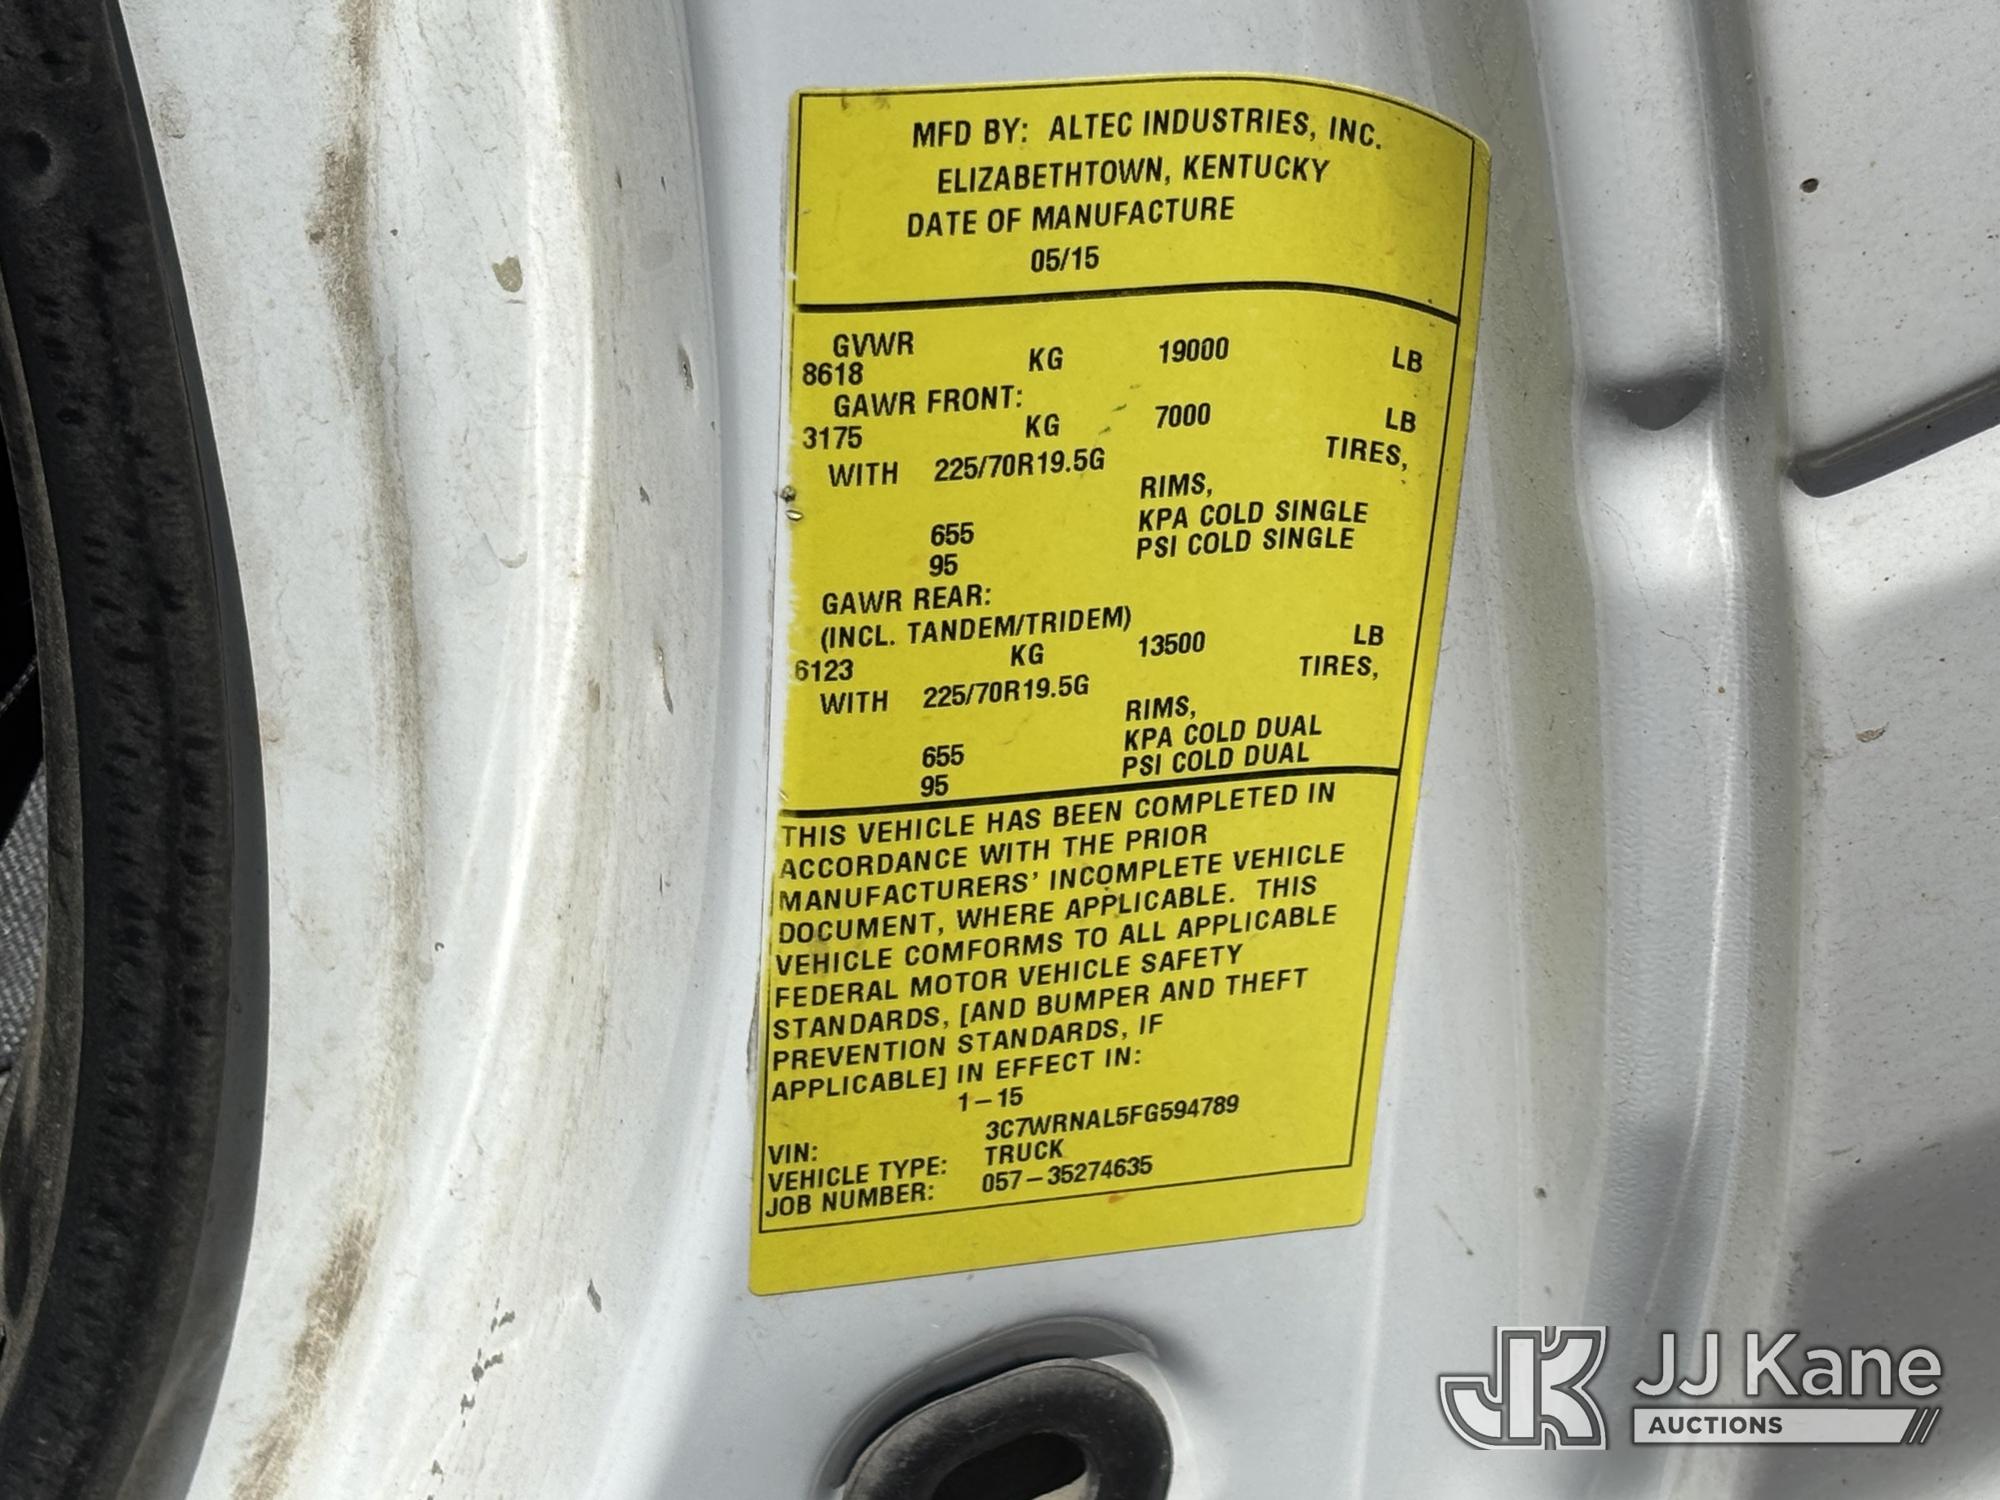 MFD BY: ALTEC INDUSTRIES, INC.
ELIZABETHTOWN, KENTUCKY
DATE OF MANUFACTURE
05/15
GVWR
8618 KG 19000 LB
GAWR FRONT:
3175 KG 7000 LB
WITH 225/70R19.5G TIRES,
RIMS,
655 KPA COLD SINGLE
95 PSI COLD SINGLE
GAWR REAR:
(INCL. TANDEM/TRIDEM)
6123 KG 13500 LB
WITH 225/70R19.5G TIRES,
RIMS,
655 KPA COLD DUAL
95 PSI COLD DUAL
THIS VEHICLE HAS BEEN COMPLETED IN
ACCORDANCE WITH THE PRIOR
MANUFACTURERS' INCOMPLETE VEHICLE
DOCUMENT, WHERE APPLICABLE. THIS
VEHICLE COMFORMS TO ALL APPLICABLE
FEDERAL MOTOR VEHICLE SAFETY
STANDARDS, [AND BUMPER AND THEFT
PREVENTION STANDARDS, IF
APPLICABLE] IN EFFECT IN:
1-15
VIN: 3C7WRNAL5FG594789
VEHICLE TYPE: TRUCK
JOB NUMBER: 057-35274635
JK JJ Kane
AUCTIONS